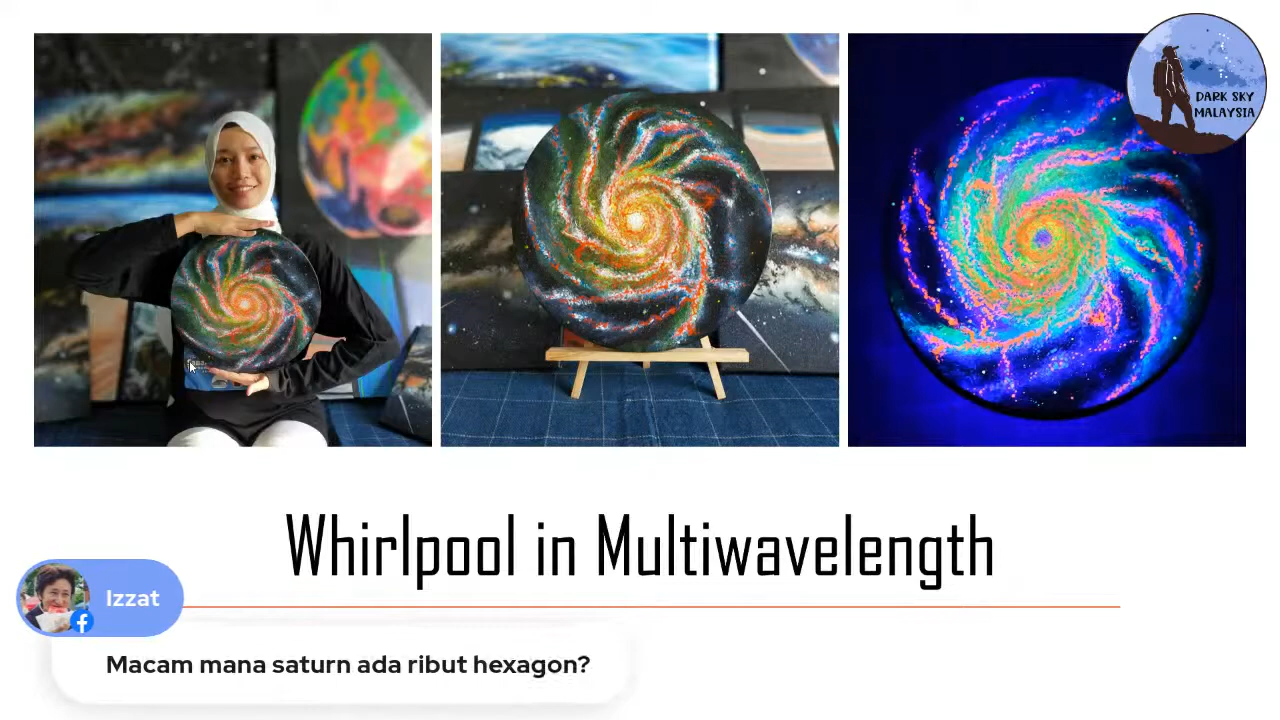 DARK SKY
MALAYSIA
Whirlpool in Multiwavelength
Izzat
Macam mana saturn ada ribut hexagon?